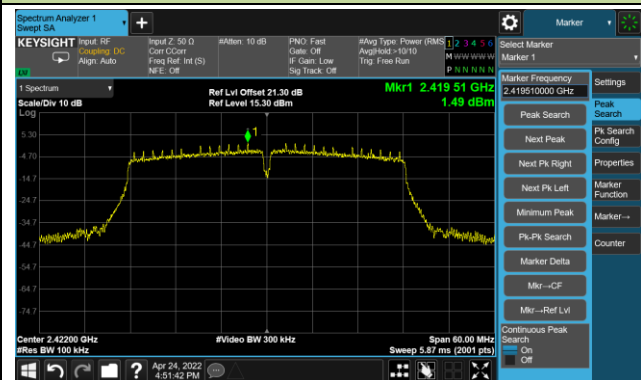 Spectrum Analyzer 1
Swept SA
+
Marker
KEYSIGHT
Input: RF
Coupling: DC
Align: Auto
Input Z: 50 Ω
Corr CCorr
Freq Ref: Int (S)
NFE: Off
#Atten: 10 dB
PNO: Fast
Gate: Off
IF Gain: Low
Sig Track: Off
#Avg Type: Power (RMS
Avg|Hold:>10/10
Trig: Free Run
1 2 3 4 5 6
M W W W W W
P N N N N N
LW
Select Marker
Marker 1
1 Spectrum
Scale/Div 10 dB
Log
Ref Lvl Offset 21.30 dB
Ref Level 15.30 dBm
Mkr1 2.419 51 GHz
1.49 dBm
1
5.30
-4.70
-14.7
-24.7
-34.7
-44.7
-54.7
-64.7
-74.7
Center 2.42200 GHz
#Res BW 100 kHz
#Video BW 300 kHz
Span 60.00 MHz
Sweep 5.87 ms (2001 pts)
Marker Frequency
2.419510000 GHz
Peak Search
Next Peak
Next Pk Right
Next Pk Left
Minimum Peak
Pk-Pk Search
Marker Delta
Mkr→CF
Mkr→Ref Lvl
Continuous Peak
Search
On
Off
Settings
Peak
Search
Pk Search
Config
Properties
Marker
Function
Marker→
Counter
?
Apr 24, 2022
4:51:42 PM